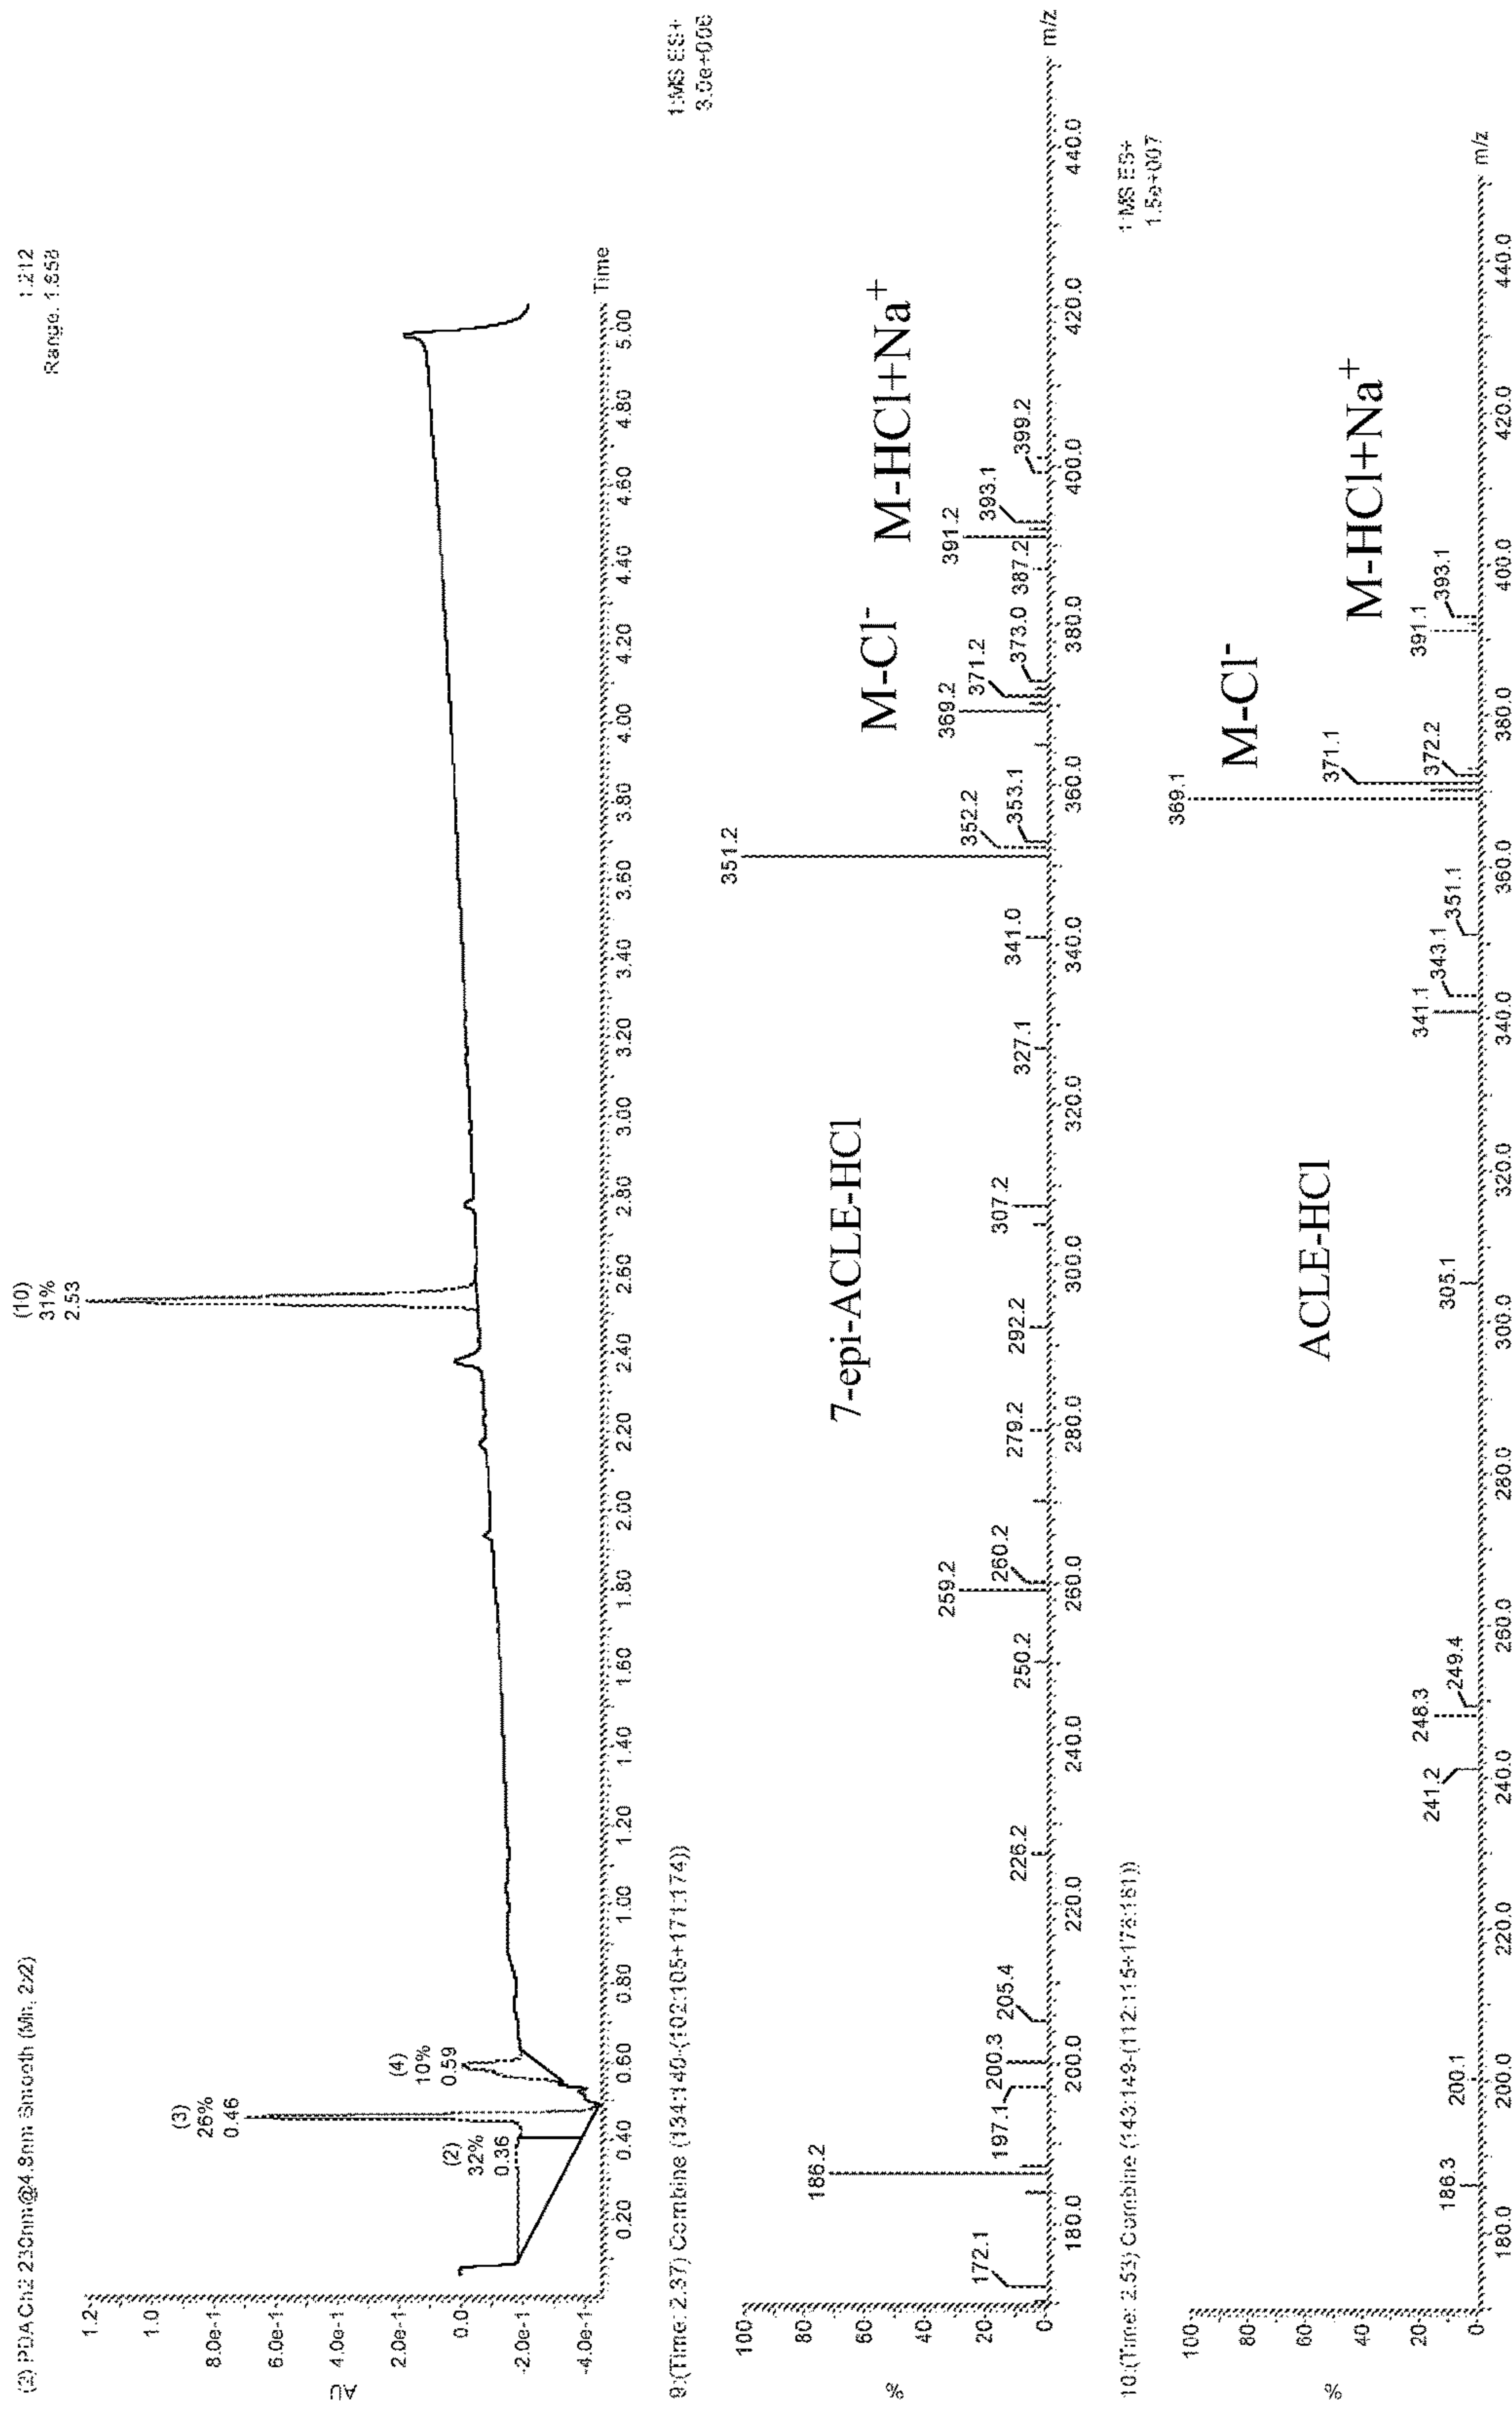 (2) PDA Ch2 230nm@4.8nm Smooth (Mn, 2x2)
1.212
Range: 1.658
(10)
31%
2.53
(3)
26%
0.46
(4)
10%
0.59
(2)
32%
0.36
AU
1.2
1.0
8.0e-1
6.0e-1
4.0e-1
2.0e-1
0.0
-2.0e-1
-4.0e-1
0.20 0.40 0.60 0.80 1.00 1.20 1.40 1.60 1.80 2.00 2.20 2.40 2.60 2.80 3.00 3.20 3.40 3.60 3.80 4.00 4.20 4.40 4.60 4.80 5.00 Time
9:(Time: 2.37) Combine (134:140-(102:105+171:174))
1:MS ES+
3.0e+006
7-epi-ACLE-HCl
M-Cl-
M-HCl+Na+
172.1 186.2 197.1 200.3 205.4 226.2 250.2 259.2 260.2 279.2 292.2 307.2 327.1 341.0 351.2 352.2 353.1 369.2 371.2 373.0 387.2 391.2 393.1 399.2
%
100
80
60
40
20
0
180.0 200.0 220.0 240.0 260.0 280.0 300.0 320.0 340.0 360.0 380.0 400.0 420.0 440.0 m/z
10:(Time: 2.53) Combine (143:149-(112:115+178:181))
1:MS ES+
1.5e+007
ACLE-HCl
M-Cl-
M-HCl+Na+
186.3 200.1 241.2 248.3 249.4 305.1 341.1 343.1 351.1 369.1 371.1 372.2 391.1 393.1
%
100
80
60
40
20
0
180.0 200.0 220.0 240.0 260.0 280.0 300.0 320.0 340.0 360.0 380.0 400.0 420.0 440.0 m/z